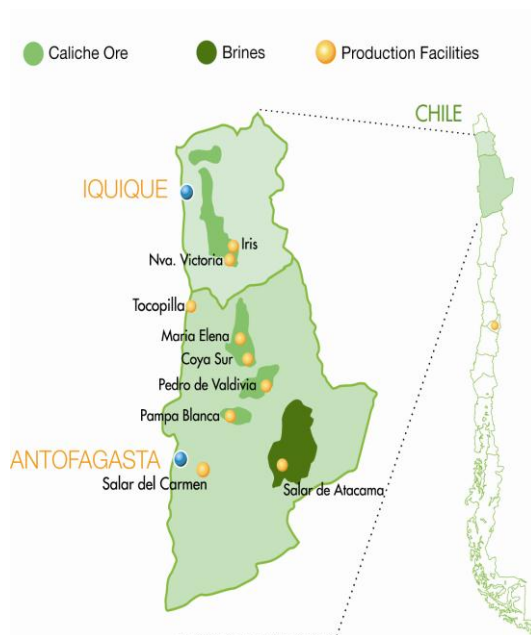 Caliche Ore
Brines
Production Facilities
CHILE
IQUIQUE
Iris
Nva. Victoria
Tocopilla
Maria Elena
Coya Sur
Pedro de Valdivia
Pampa Blanca
ANTOFAGASTA
Salar del Carmen
Salar de Atacama